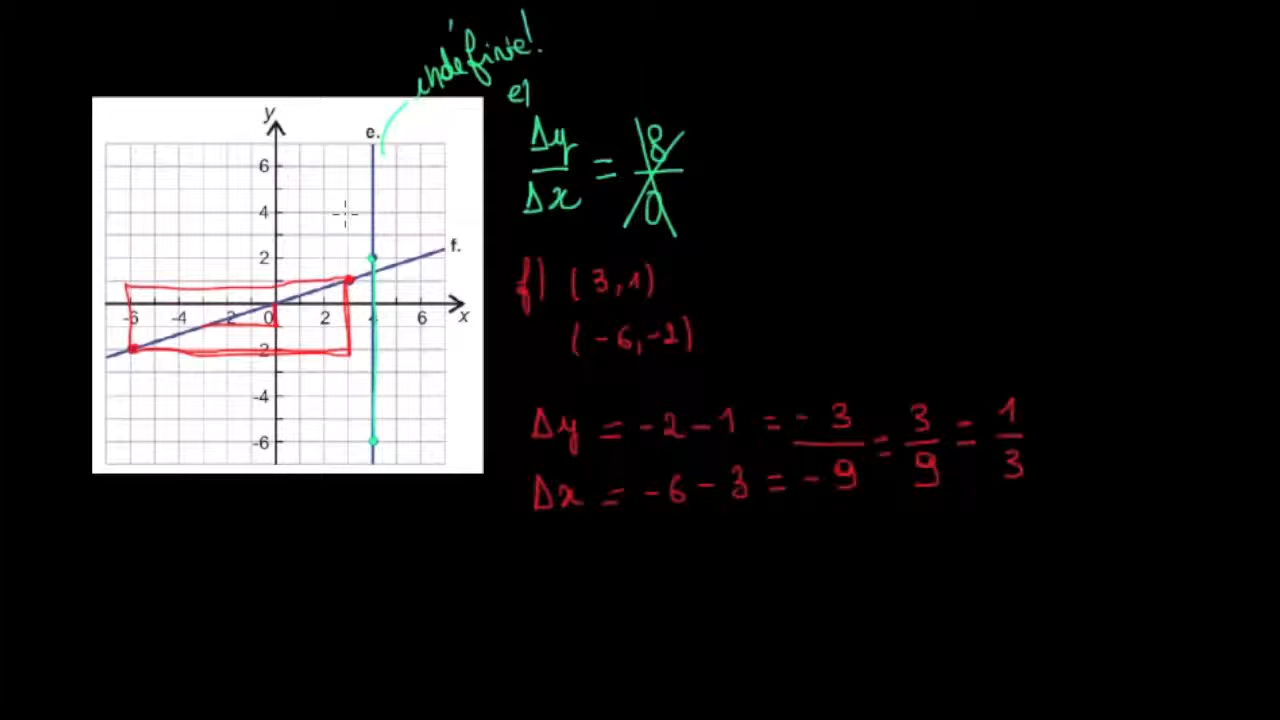 indéfinie!
e)
Δy/Δx = 8/0
f) (3,1)
(-6,-2)
Δy = -2-1 = -3 = 3 = 1
Δx = -6-3 = -9 9 3
y
e.
6
4
2
f.
-6 -4 -2 0 2 4 6 x
-2
-4
-6